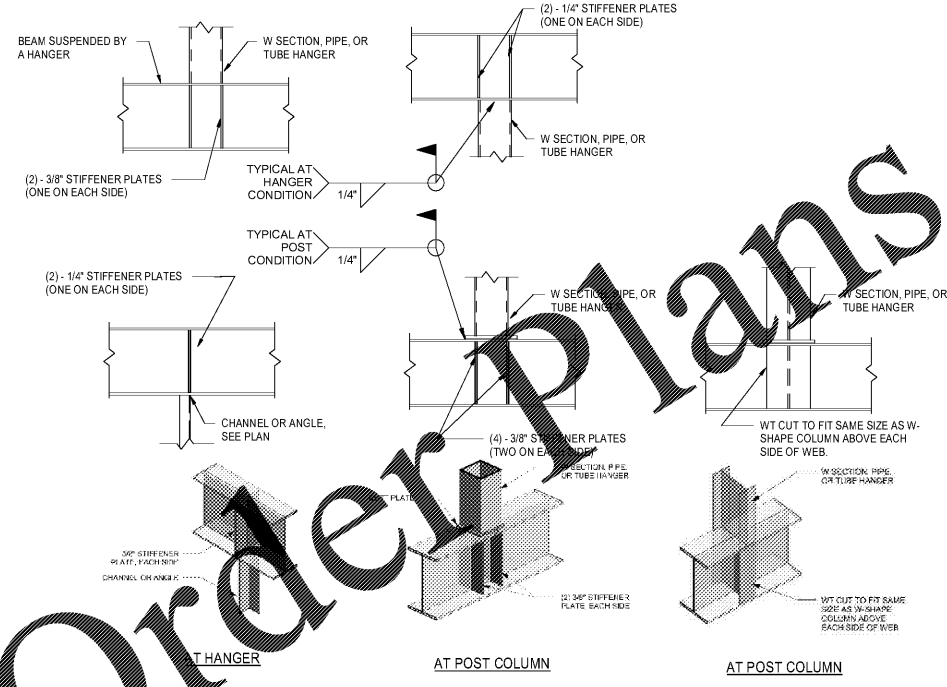 (2) - 1/4" STIFFENER PLATES
(ONE ON EACH SIDE)
BEAM SUSPENDED BY
A HANGER
W SECTION, PIPE, OR
TUBE HANGER
W SECTION, PIPE, OR
TUBE HANGER
(2) - 3/8" STIFFENER PLATES
(ONE ON EACH SIDE)
TYPICAL AT
HANGER
CONDITION
1/4"
TYPICAL AT
POST
CONDITION
1/4"
(2) - 1/4" STIFFENER PLATES
(ONE ON EACH SIDE)
W SECTION, PIPE, OR
TUBE HANGER
W SECTION, PIPE, OR
TUBE HANGER
CHANNEL OR ANGLE,
SEE PLAN
(4) - 3/8" STIFFENER PLATES
(TWO ON EACH SIDE)
WT CUT TO FIT SAME SIZE AS W-
SHAPE COLUMN ABOVE EACH
SIDE OF WEB.
W SECTION, PIPE,
OR TUBE HANGER
PLATE
W SECTION, PIPE,
OR TUBE HANGER
3/8" STIFFENER
PLATE, EACH SIDE
CHANNEL OR ANGLE
(2) 3/8" STIFFENER
PLATE, EACH SIDE
WT CUT TO FIT SAME
SIZE AS W-SHAPE
COLUMN ABOVE
EACH SIDE OF WEB
AT HANGER
AT POST COLUMN
AT POST COLUMN
Order Plans